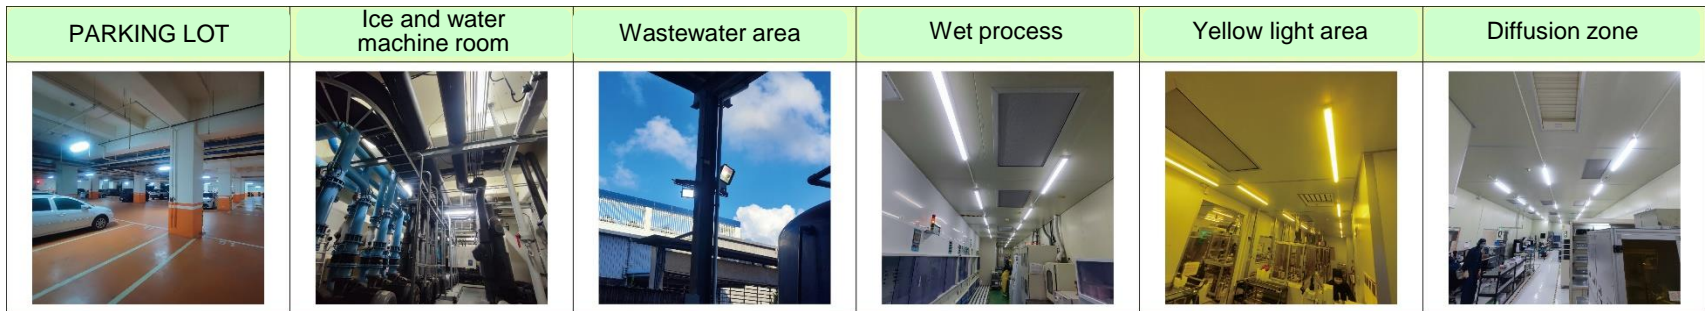 PARKING LOT
Ice and water
machine room
Wastewater area
Wet process
Yellow light area
Diffusion zone